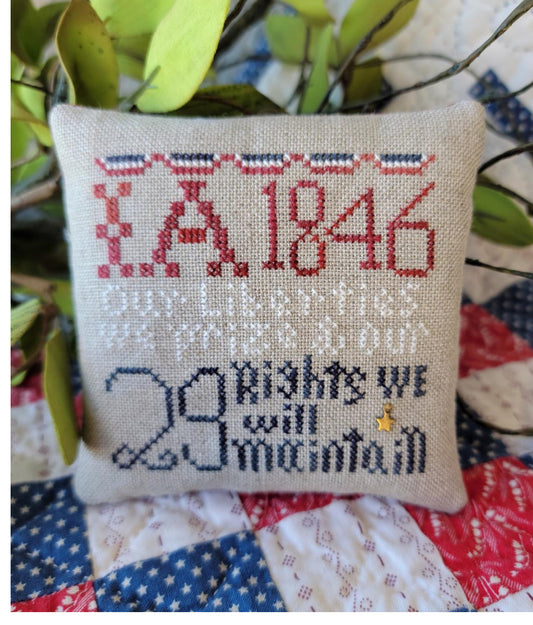 IA 1846
Our Liberties
we prize & our
29 Rights WE
will
maintain